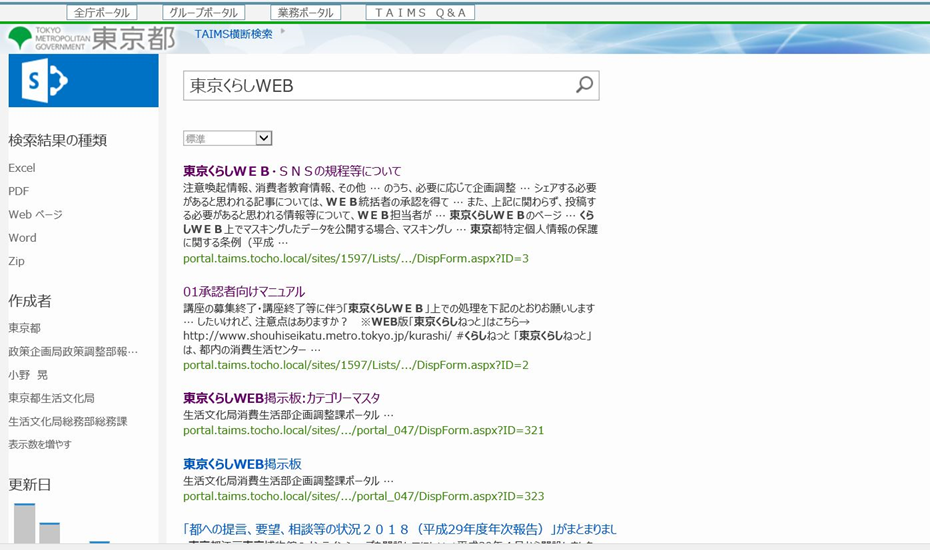 全庁ポータル グループポータル 業務ポータル ＴＡＩＭＳ Ｑ＆Ａ
TOKYO
METROPOLITAN
GOVERNMENT
東京都
TAIMS横断検索
S
東京くらしWEB
検索結果の種類
Excel
PDF
Web ページ
Word
Zip
作成者
東京都
政策企画局政策調整部報…
小野 晃
東京都生活文化局
生活文化局総務部総務課
表示数を増やす
更新日
標準
東京くらしＷＥＢ・ＳＮＳの規程等について
注意喚起情報、消費者教育情報、その他 … のうち、必要に応じて企画調整 … シェアする必要
があると思われる記事については、ＷＥＢ統括者の承認を得て … また、上記に関わらず、投稿す
る必要があると思われる情報等について、ＷＥＢ担当者が … 東京くらしＷＥＢのページ … くら
しＷＥＢ上でマスキングしたデータを公開する場合、マスキングし … 東京都特定個人情報の保護
に関する条例（平成 …
portal.taims.tocho.local/sites/1597/Lists/.../DispForm.aspx?ID=3
01承認者向けマニュアル
講座の募集終了・講座終了等に伴う「東京くらしＷＥＢ」上での処理を下記のとおりお願いします
… したいけれど、注意点はありますか？ ※WEB版「東京くらしねっと」はこちら→
http://www.shouhiseikatu.metro.tokyo.jp/kurashi/ #くらしねっと 「東京くらしねっと」
は、都内の消費生活センター …
portal.taims.tocho.local/sites/1597/Lists/.../DispForm.aspx?ID=2
東京くらしWEB掲示板:カテゴリーマスタ
生活文化局消費生活部企画調整課ポータル …
portal.taims.tocho.local/sites/.../portal_047/DispForm.aspx?ID=321
東京くらしWEB掲示板
生活文化局消費生活部企画調整課ポータル …
portal.taims.tocho.local/sites/.../portal_047/DispForm.aspx?ID=323
「都への提言、要望、相談等の状況２０１８（平成29年度年次報告）」がまとまりまし